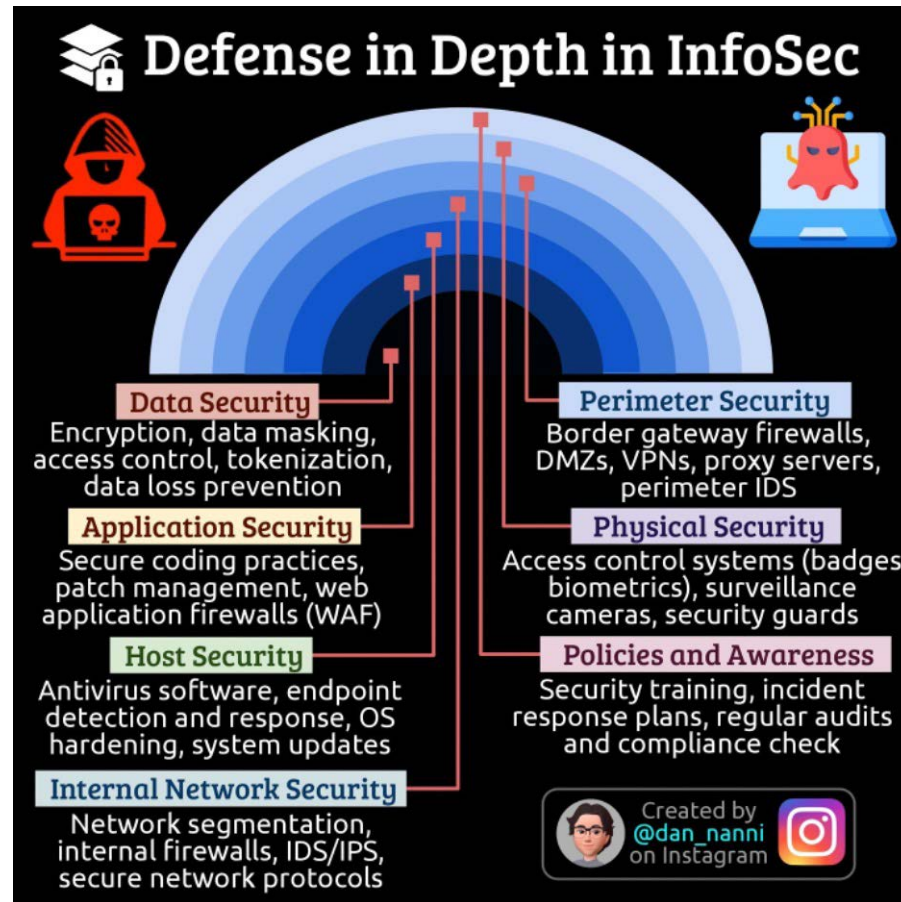 Defense in Depth in InfoSec
Data Security
Encryption, data masking,
access control, tokenization,
data loss prevention
Application Security
Secure coding practices,
patch management, web
application firewalls (WAF)
Host Security
Antivirus software, endpoint
detection and response, OS
hardening, system updates
Internal Network Security
Network segmentation,
internal firewalls, IDS/IPS,
secure network protocols
Perimeter Security
Border gateway firewalls,
DMZs, VPNs, proxy servers,
perimeter IDS
Physical Security
Access control systems (badges
biometrics), surveillance
cameras, security guards
Policies and Awareness
Security training, incident
response plans, regular audits
and compliance check
Created by
@dan_nanni
on Instagram